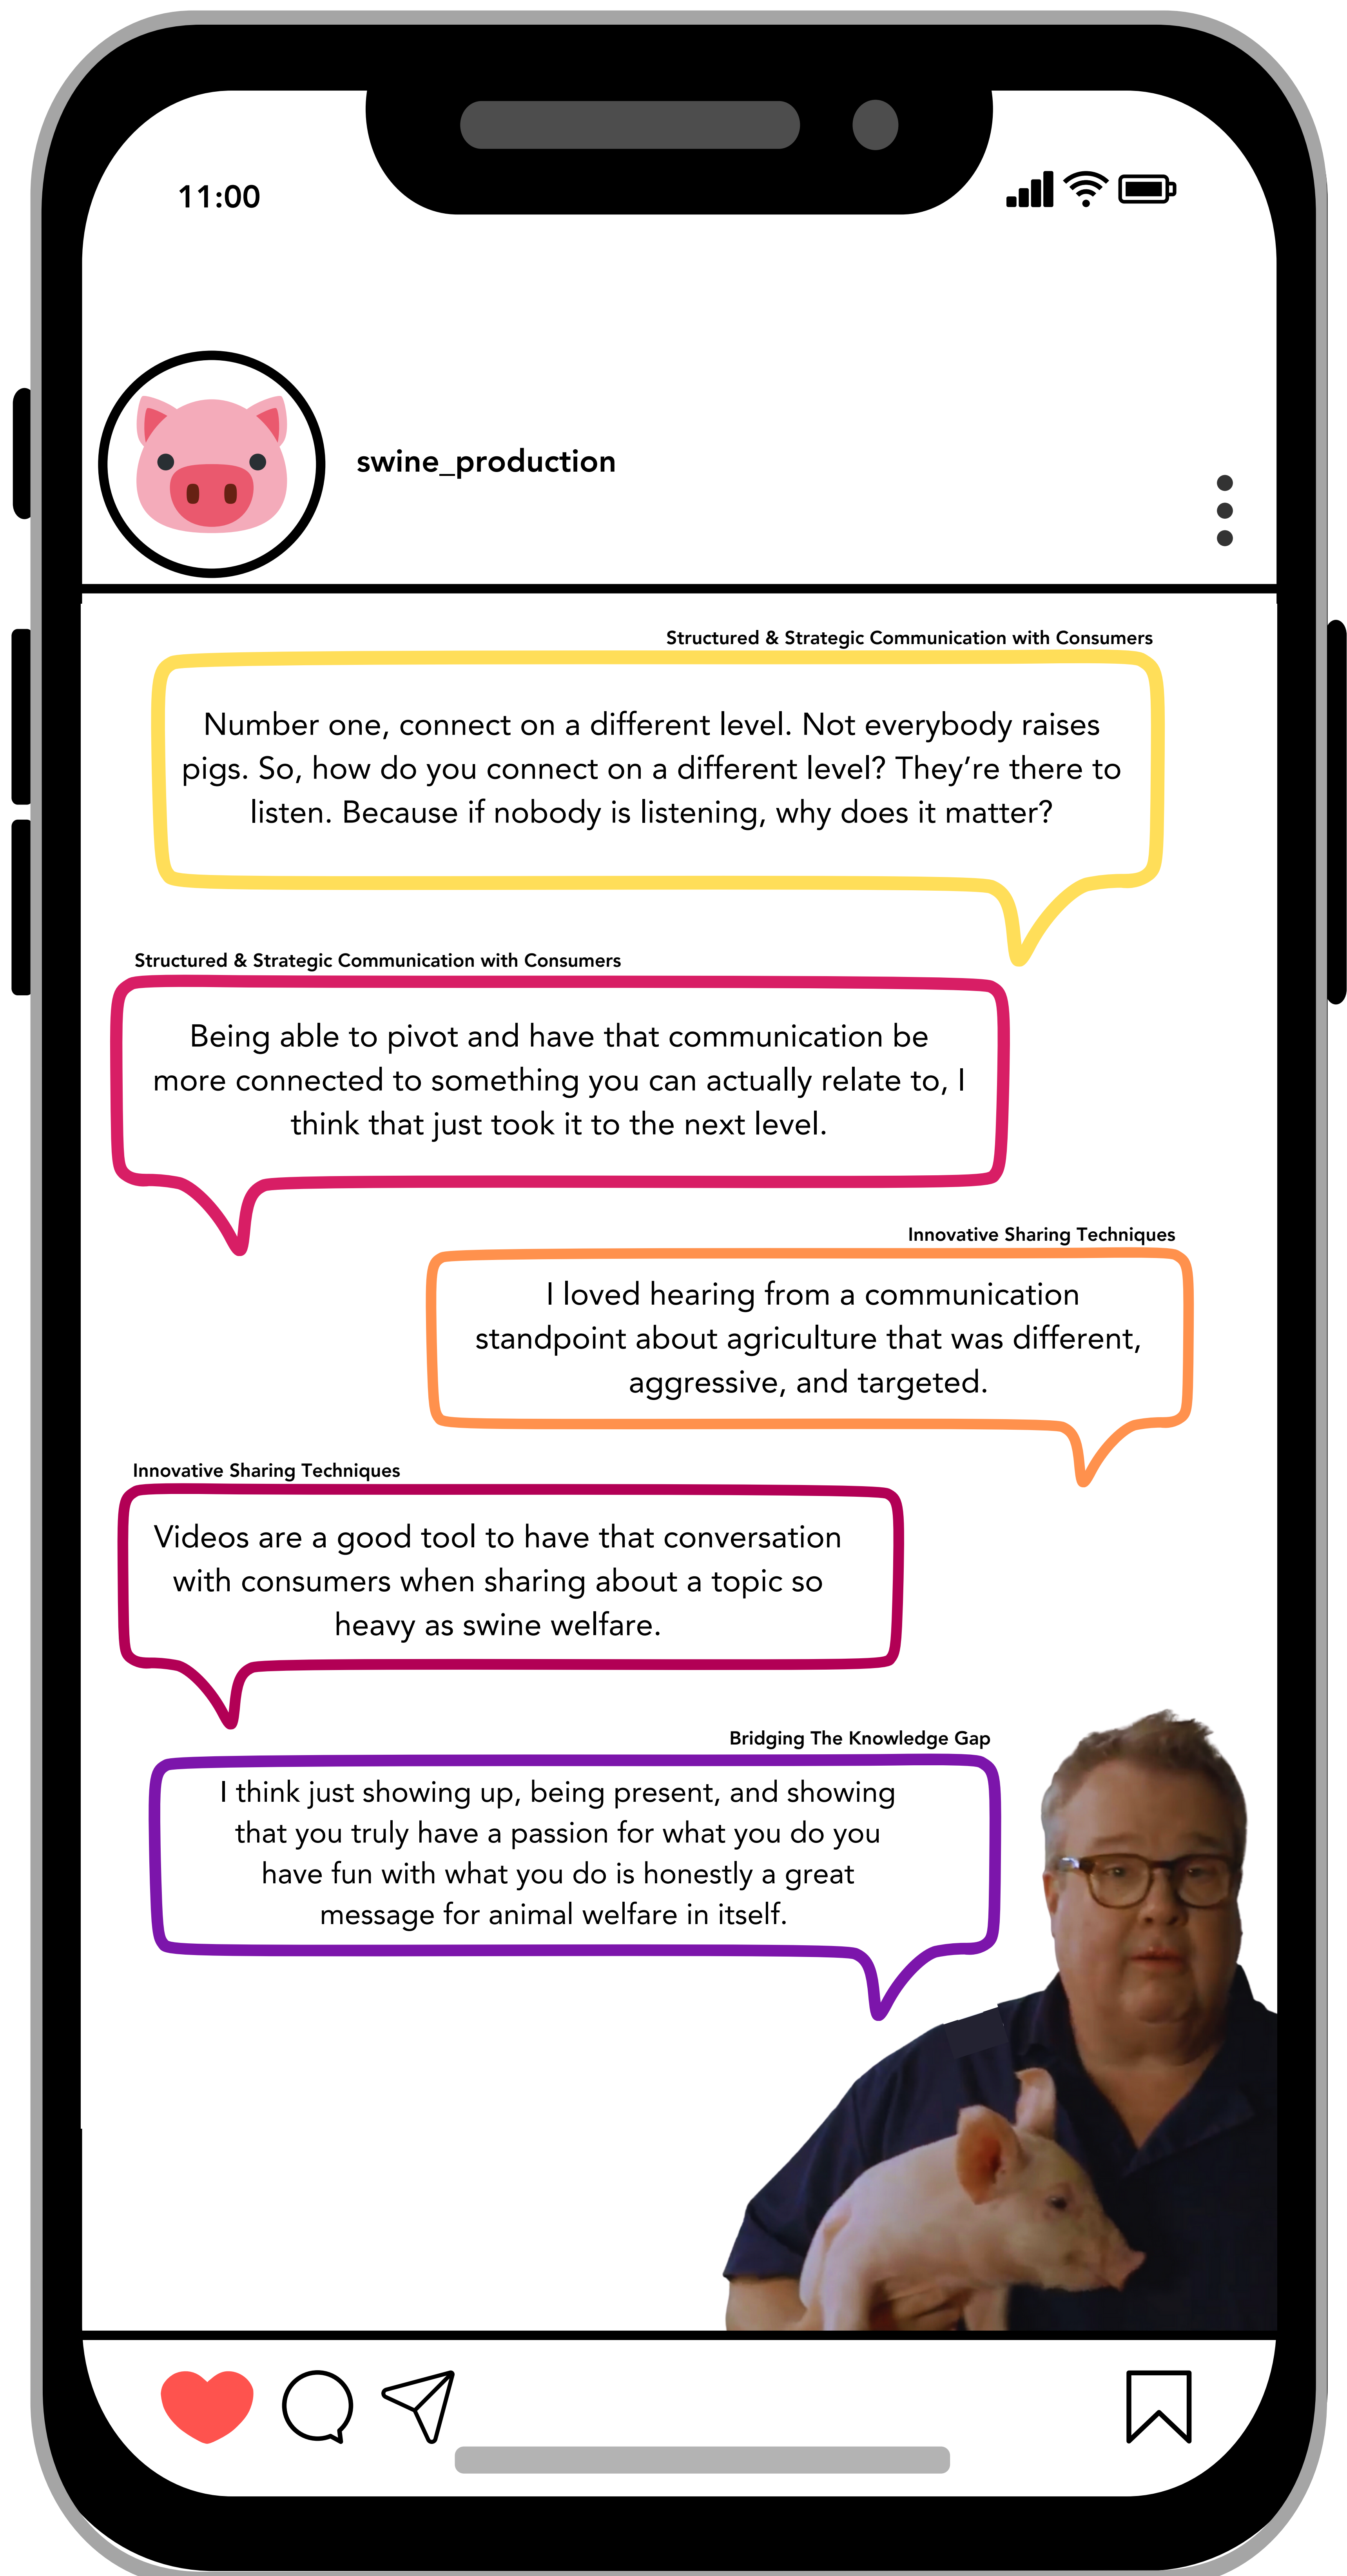 11:00
swine_production
Structured & Strategic Communication with Consumers
Number one, connect on a different level. Not everybody raises
pigs. So, how do you connect on a different level? They’re there to
listen. Because if nobody is listening, why does it matter?
Structured & Strategic Communication with Consumers
Being able to pivot and have that communication be
more connected to something you can actually relate to, I
think that just took it to the next level.
Innovative Sharing Techniques
I loved hearing from a communication
standpoint about agriculture that was different,
aggressive, and targeted.
Innovative Sharing Techniques
Videos are a good tool to have that conversation
with consumers when sharing about a topic so
heavy as swine welfare.
Bridging The Knowledge Gap
I think just showing up, being present, and showing
that you truly have a passion for what you do you
have fun with what you do is honestly a great
message for animal welfare in itself.